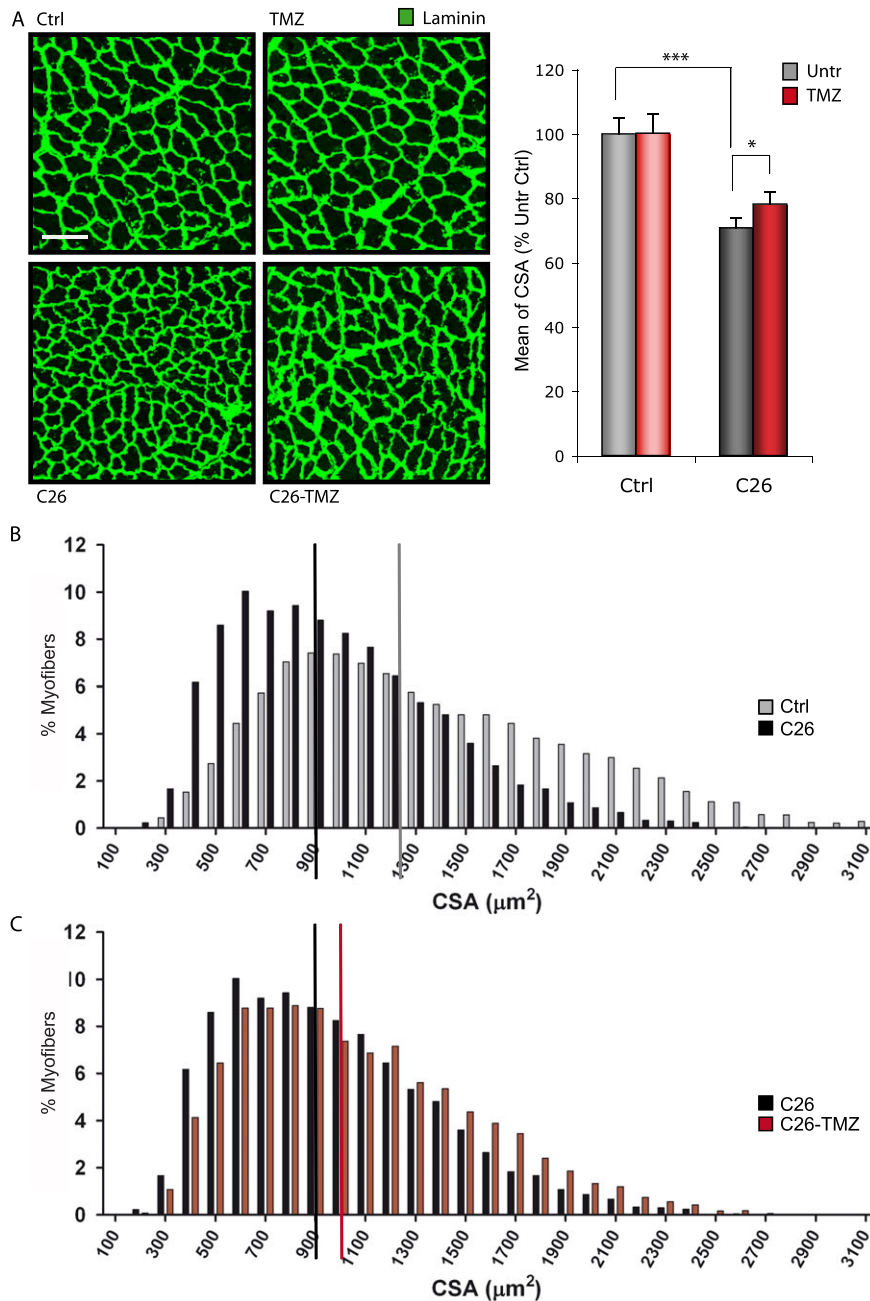 A
Ctrl
TMZ
Laminin
C26
C26-TMZ
***
*
Untr
TMZ
Mean of CSA (% Untr Ctrl)
120
100
80
60
40
20
0
Ctrl
C26
B
% Myofibers
12
10
8
6
4
2
0
Ctrl
C26
100 300 500 700 900 1100 1300 1500 1700 1900 2100 2300 2500 2700 2900 3100
CSA (μm²)
C
% Myofibers
12
10
8
6
4
2
0
C26
C26-TMZ
100 300 500 700 900 1100 1300 1500 1700 1900 2100 2300 2500 2700 2900 3100
CSA (μm²)